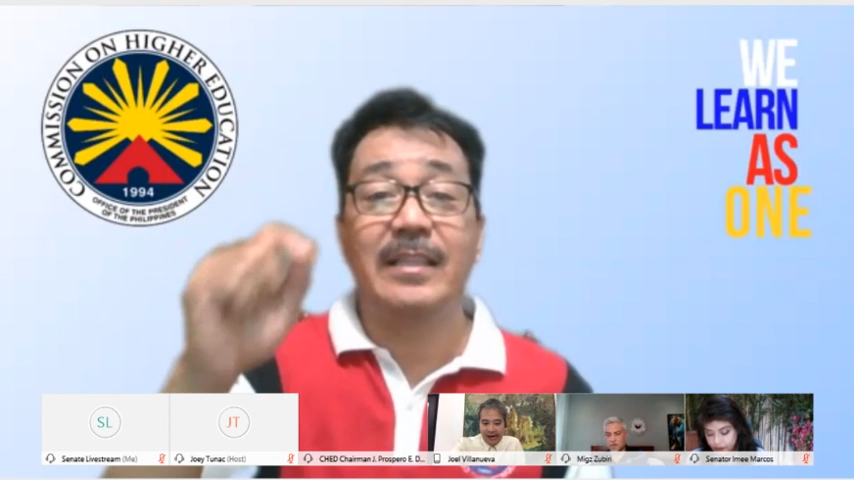 COMMISSION ON HIGHER EDUCATION
1994
OFFICE OF THE PRESIDENT
OF THE PHILIPPINES
WE
LEARN
AS
ONE
SL
JT
Senate Livestream (Me)
Joey Tunac (Host)
CHED Chairman J. Prospero E. D...
Joel Villanueva
Migz Zubiri
Senator Imee Marcos